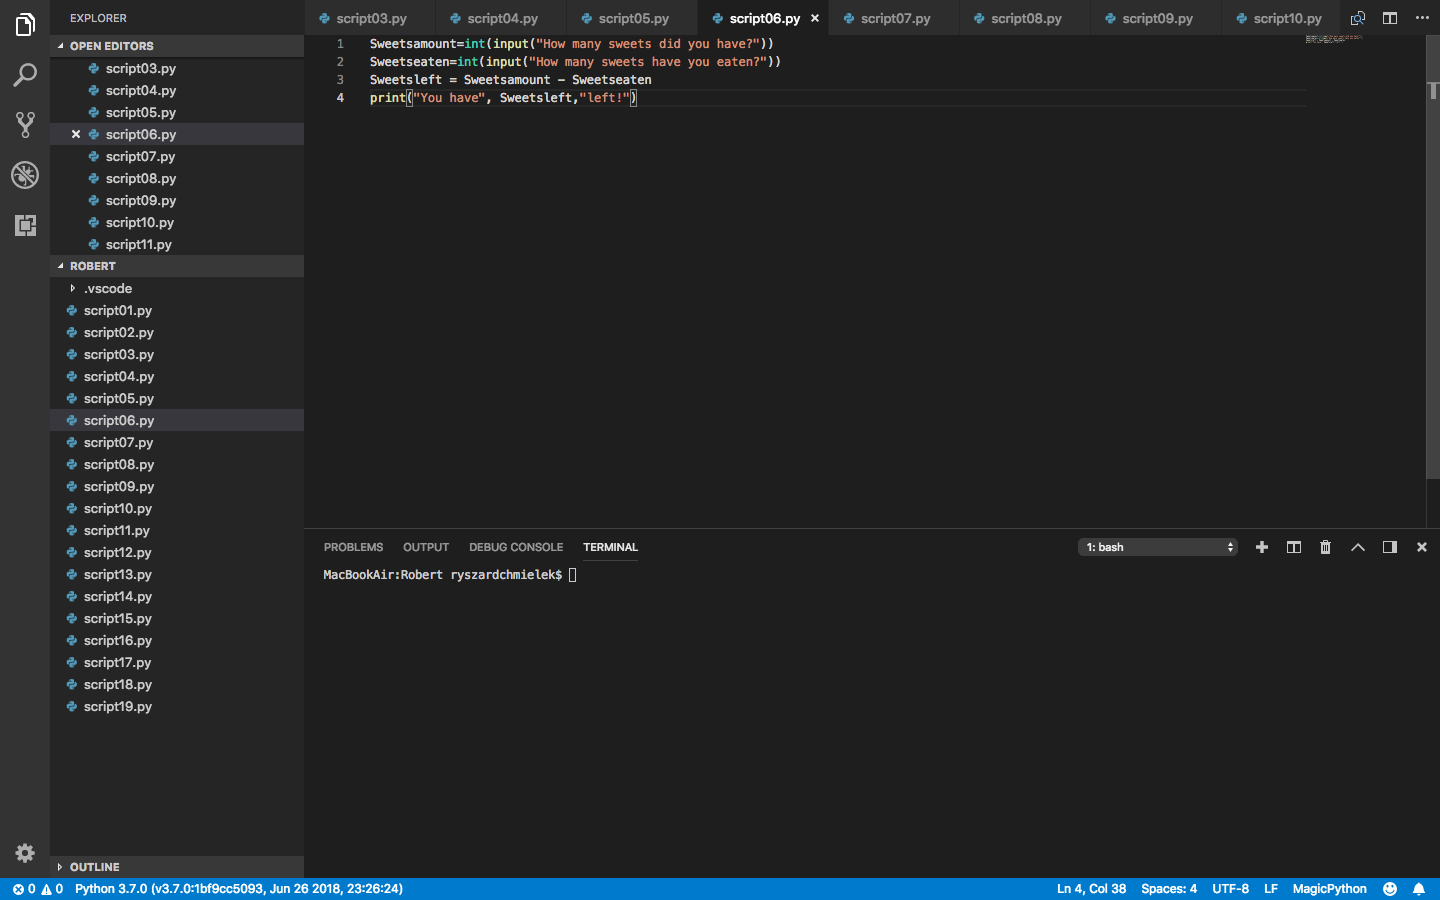 EXPLORER
OPEN EDITORS
script03.py
script04.py
script05.py
script06.py
script07.py
script08.py
script09.py
script10.py
script11.py
ROBERT
.vscode
script01.py
script02.py
script03.py
script04.py
script05.py
script06.py
script07.py
script08.py
script09.py
script10.py
script11.py
script12.py
script13.py
script14.py
script15.py
script16.py
script17.py
script18.py
script19.py
OUTLINE
script03.py script04.py script05.py script06.py script07.py script08.py script09.py script10.py
1 Sweetsamount=int(input("How many sweets did you have?"))
2 Sweetseaten=int(input("How many sweets have you eaten?"))
3 Sweetsleft = Sweetsamount - Sweetseaten
4 print("You have", Sweetsleft,"left!")
PROBLEMS OUTPUT DEBUG CONSOLE TERMINAL 1: bash
MacBookAir:Robert ryszardchmielek$
0 0 Python 3.7.0 (v3.7.0:1bf9cc5093, Jun 26 2018, 23:26:24) Ln 4, Col 38 Spaces: 4 UTF-8 LF MagicPython